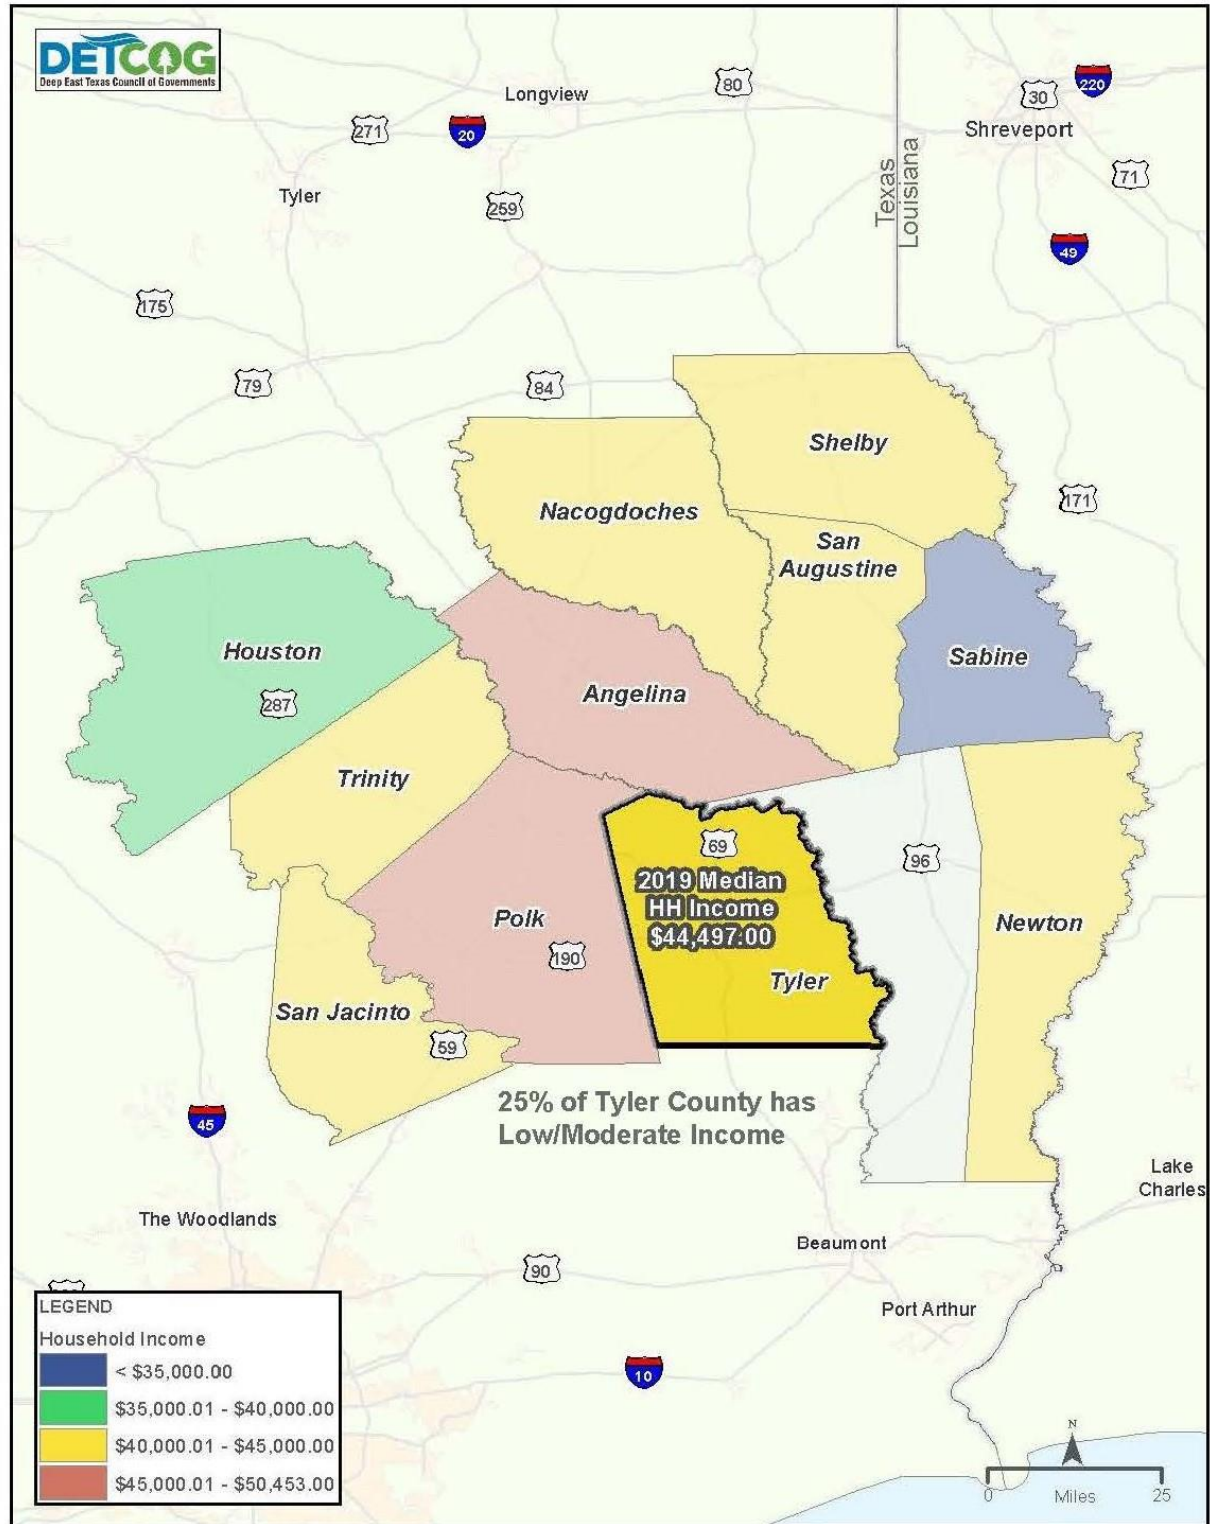 DETCOG
Deep East Texas Council of Governments
Longview
80
30
220
271
20
Shreveport
Texas
Louisiana
71
Tyler
259
49
175
79
84
Shelby
171
Nacogdoches
San
Augustine
Houston
Sabine
287
Angelina
Trinity
69
96
2019 Median
HH Income
$44,497.00
Polk
Newton
190
Tyler
San Jacinto
59
25% of Tyler County has
Low/Moderate Income
45
Lake
Charles
The Woodlands
Beaumont
90
Port Arthur
10
LEGEND
Household Income
< $35,000.00
$35,000.01 - $40,000.00
$40,000.01 - $45,000.00
$45,000.01 - $50,453.00
N
0 Miles 25